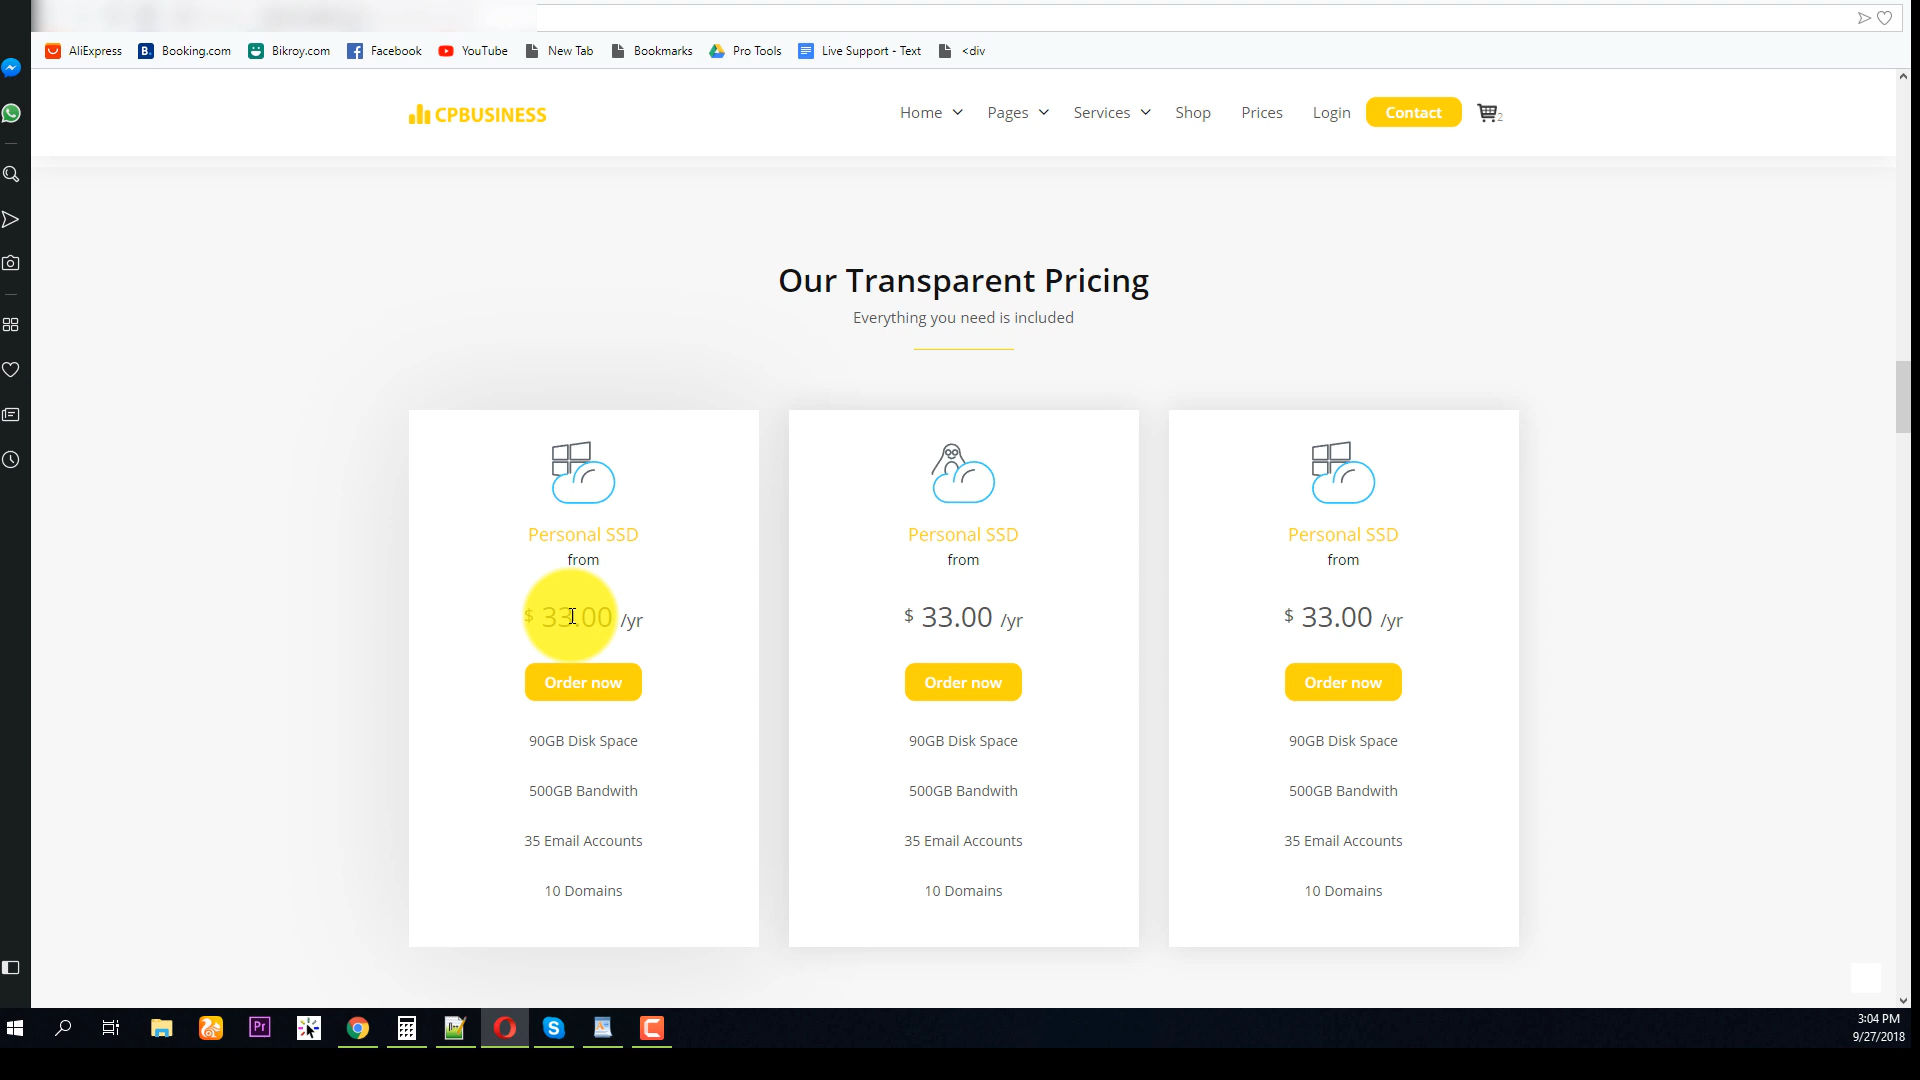 AliExpress Booking.com Bikroy.com Facebook YouTube New Tab Bookmarks Pro Tools Live Support - Text <div
CPBUSINESS Home Pages Services Shop Prices Login Contact 2
Our Transparent Pricing
Everything you need is included
Personal SSD Personal SSD Personal SSD
from from from
$ 33.00 /yr $ 33.00 /yr $ 33.00 /yr
Order now Order now Order now
90GB Disk Space 90GB Disk Space 90GB Disk Space
500GB Bandwith 500GB Bandwith 500GB Bandwith
35 Email Accounts 35 Email Accounts 35 Email Accounts
10 Domains 10 Domains 10 Domains
Pr
3:04 PM
9/27/2018